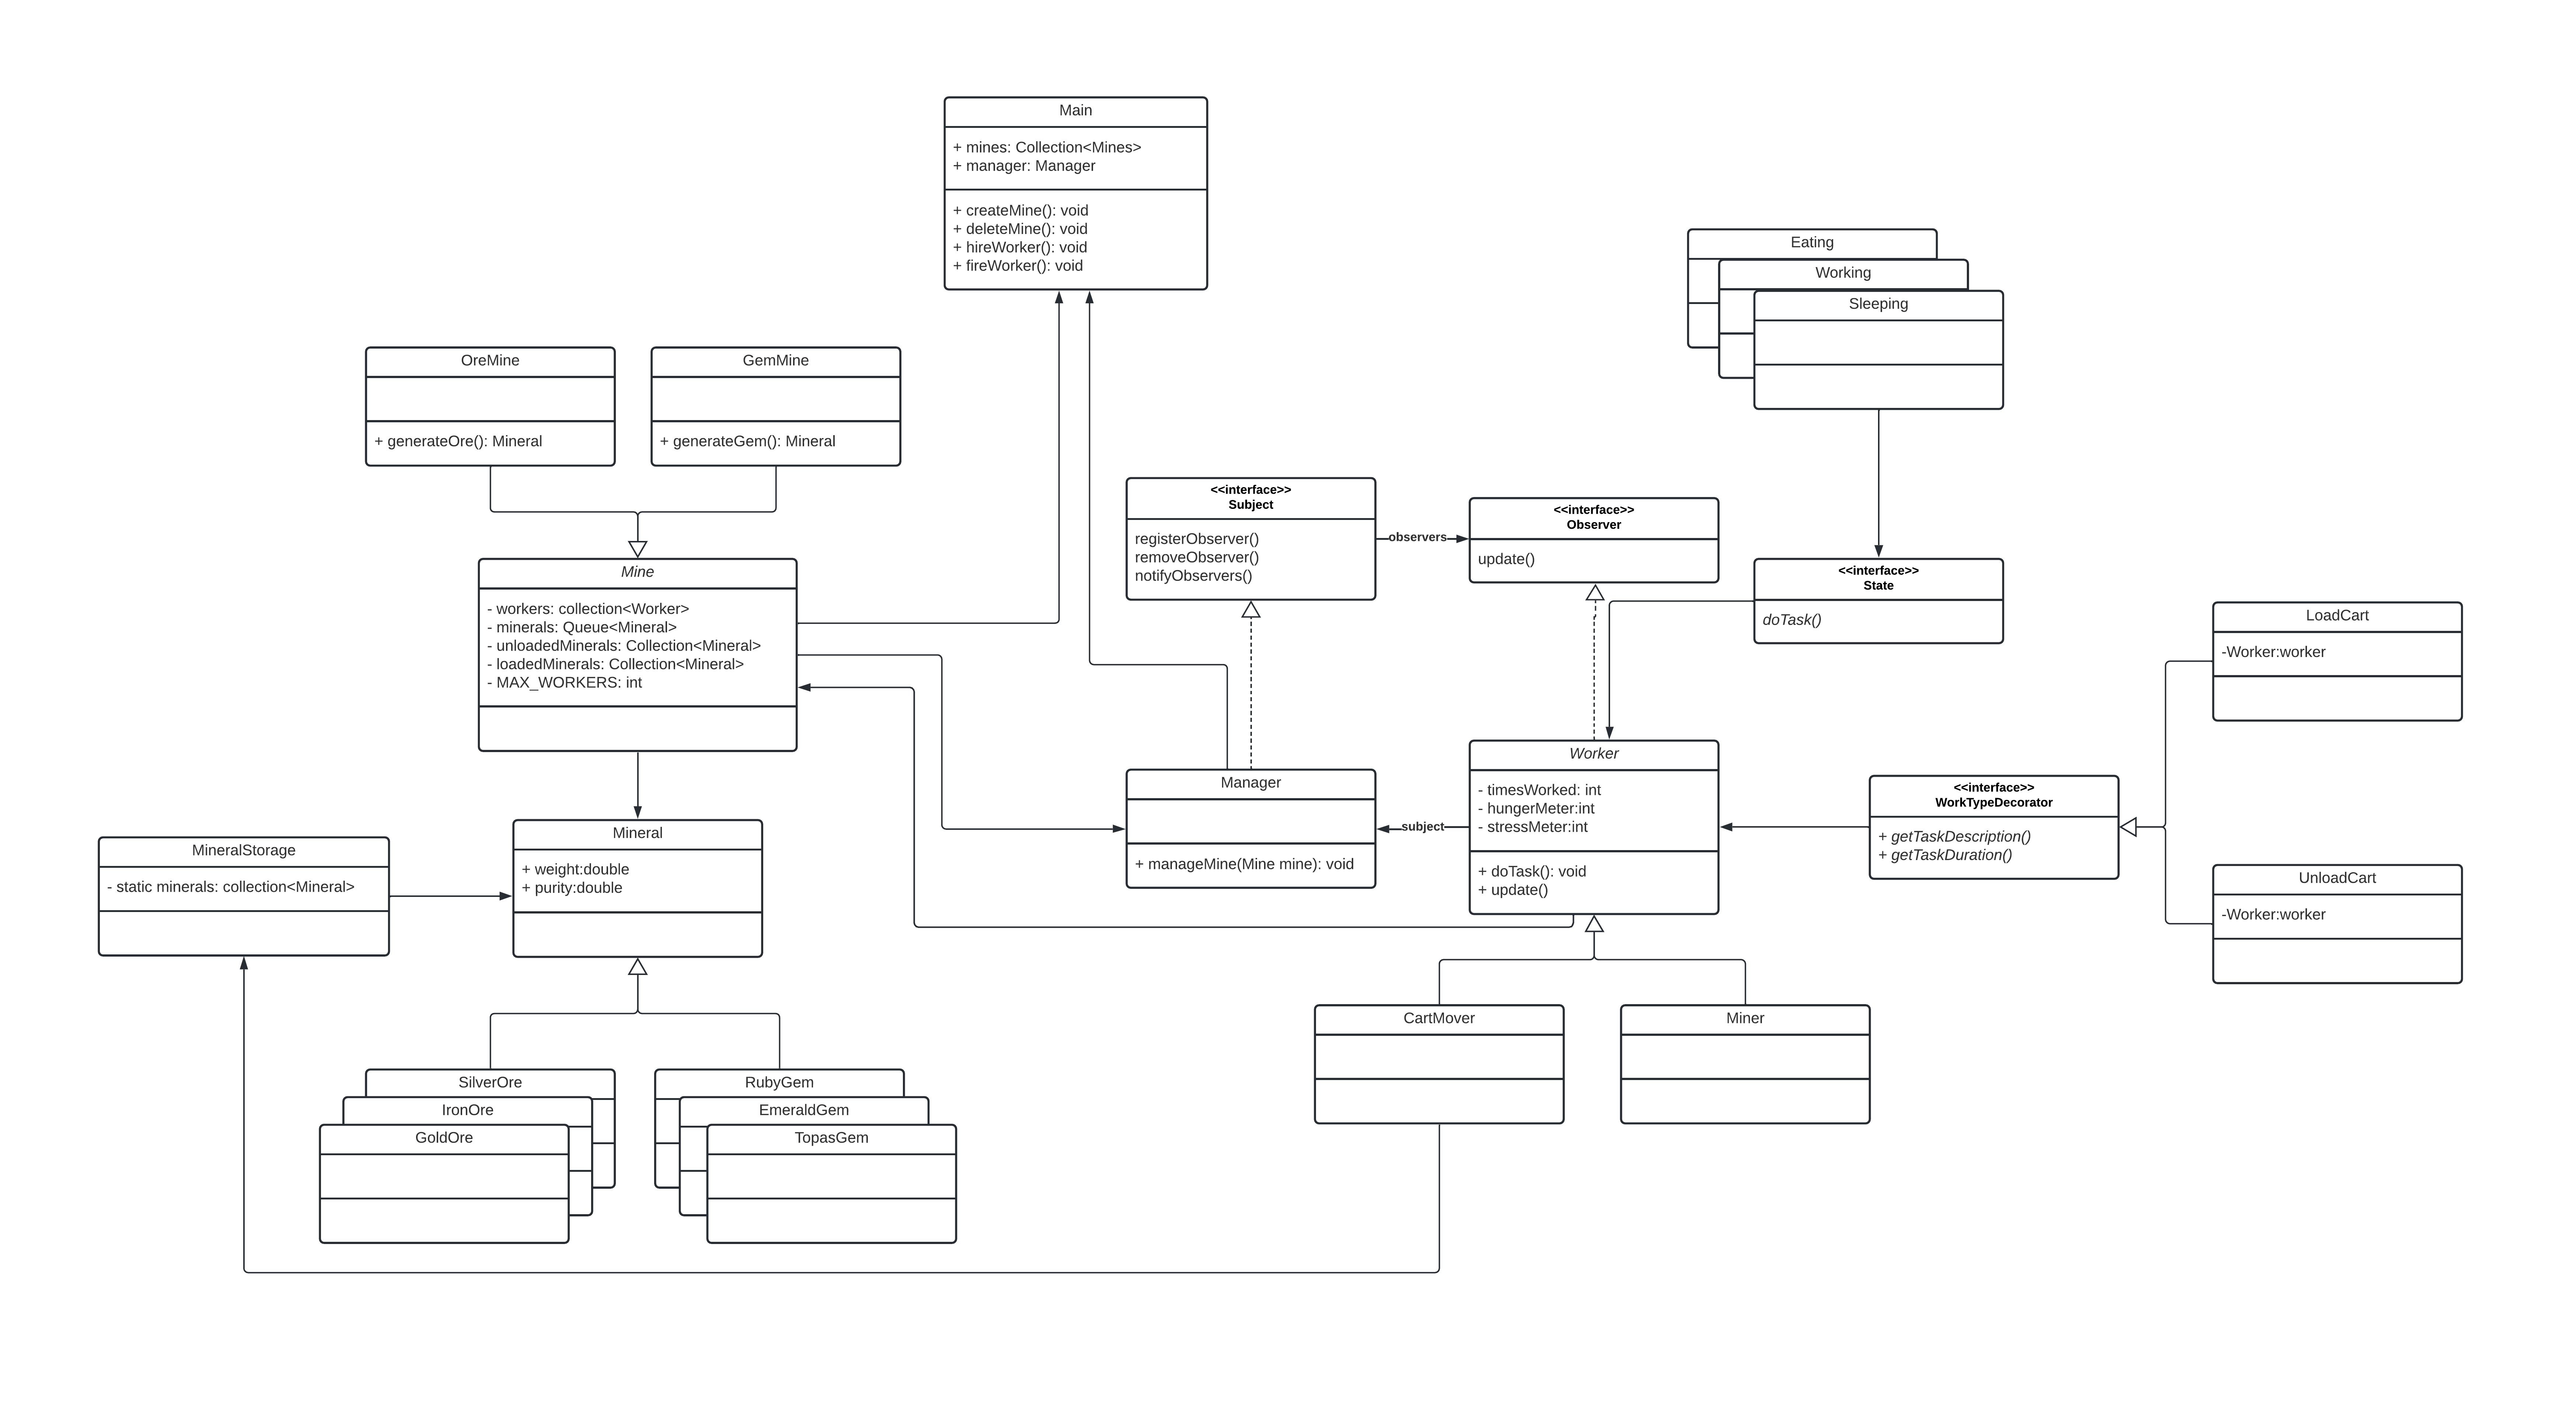 Main
+ mines: Collection<Mines>
+ manager: Manager
+ createMine(): void
+ deleteMine(): void
+ hireWorker(): void
+ fireWorker(): void
Eating
Working
Sleeping
OreMine
+ generateOre(): Mineral
GemMine
+ generateGem(): Mineral
<<interface>>
Subject
registerObserver()
removeObserver()
notifyObservers()
observers
<<interface>>
Observer
update()
<<interface>>
State
doTask()
Mine
- workers: collection<Worker>
- minerals: Queue<Mineral>
- unloadedMinerals: Collection<Mineral>
- loadedMinerals: Collection<Mineral>
- MAX_WORKERS: int
LoadCart
-Worker:worker
Manager
+ manageMine(Mine mine): void
subject
Worker
- timesWorked: int
- hungerMeter:int
- stressMeter:int
+ doTask(): void
+ update()
<<interface>>
WorkTypeDecorator
+ getTaskDescription()
+ getTaskDuration()
UnloadCart
-Worker:worker
MineralStorage
- static minerals: collection<Mineral>
Mineral
+ weight:double
+ purity:double
CartMover
Miner
SilverOre
IronOre
GoldOre
RubyGem
EmeraldGem
TopasGem